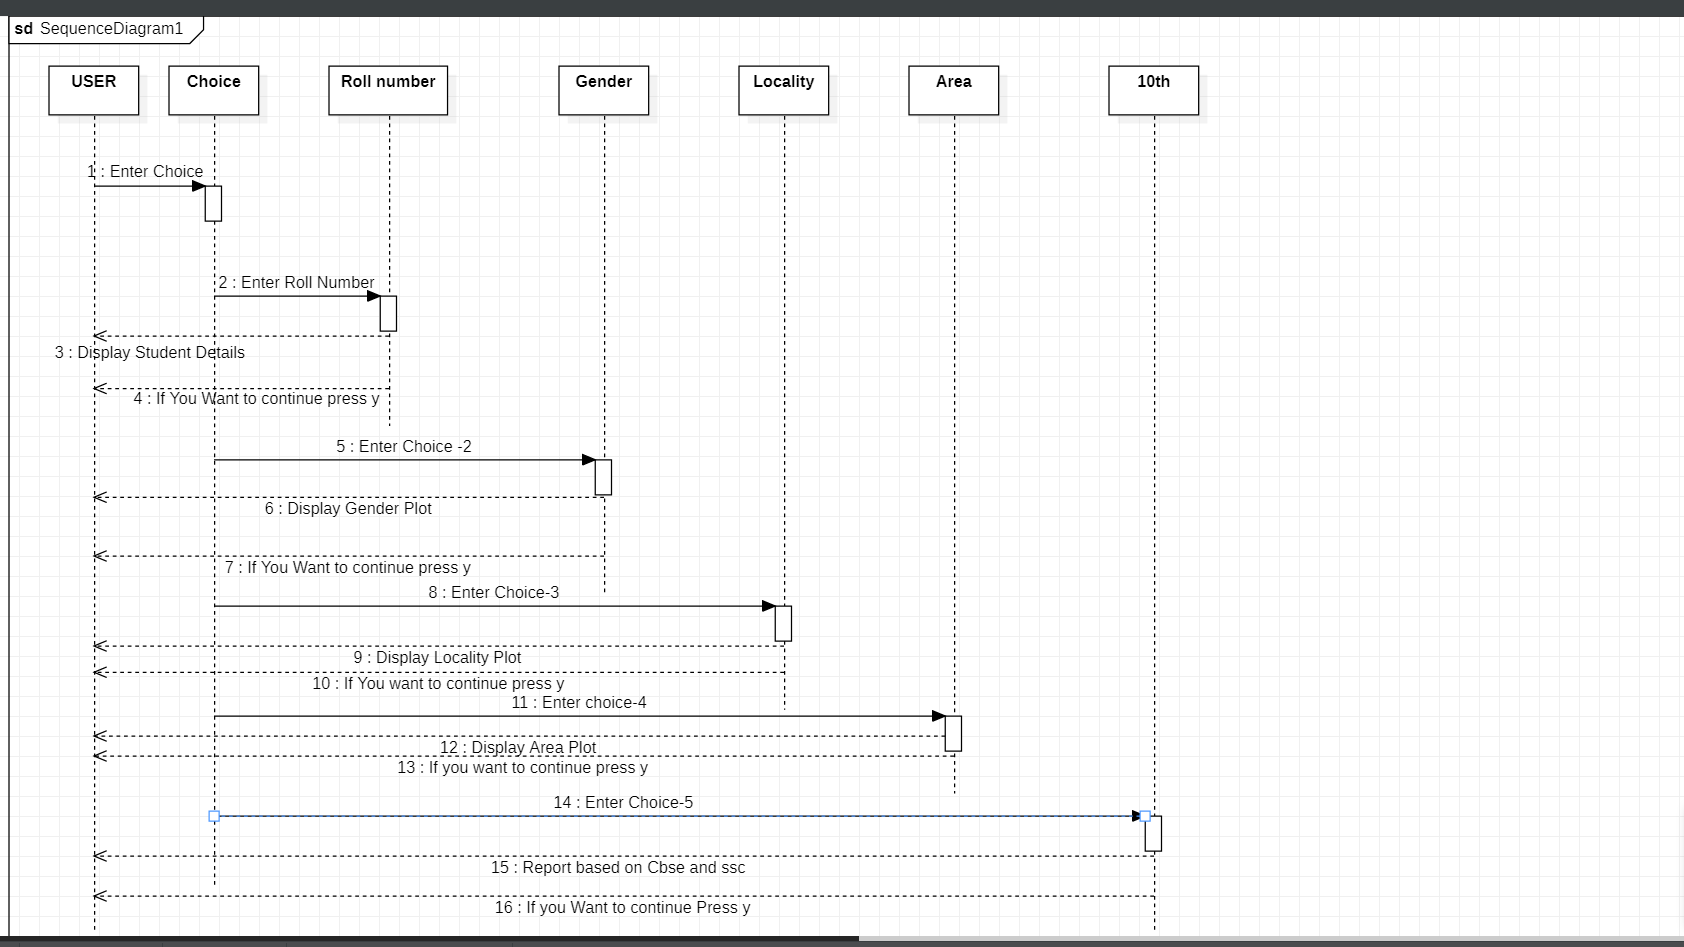 sd SequenceDiagram1
USER Choice Roll number Gender Locality Area 10th
1 : Enter Choice
2 : Enter Roll Number
3 : Display Student Details
4 : If You Want to continue press y
5 : Enter Choice -2
6 : Display Gender Plot
7 : If You Want to continue press y
8 : Enter Choice-3
9 : Display Locality Plot
10 : If You want to continue press y
11 : Enter choice-4
12 : Display Area Plot
13 : If you want to continue press y
14 : Enter Choice-5
15 : Report based on Cbse and ssc
16 : If you Want to continue Press y